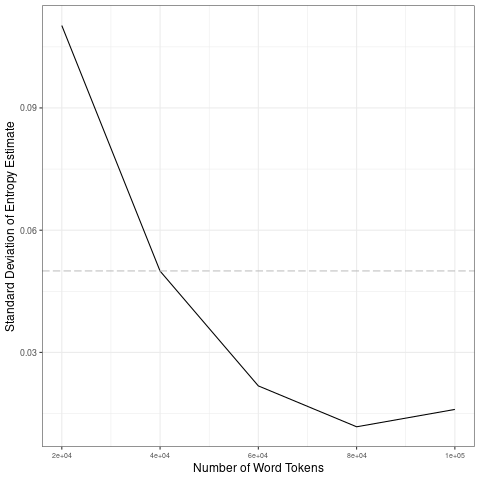 Standard Deviation of Entropy Estimate
0.09
0.06
0.03
2e+04 4e+04 6e+04 8e+04 1e+05
Number of Word Tokens